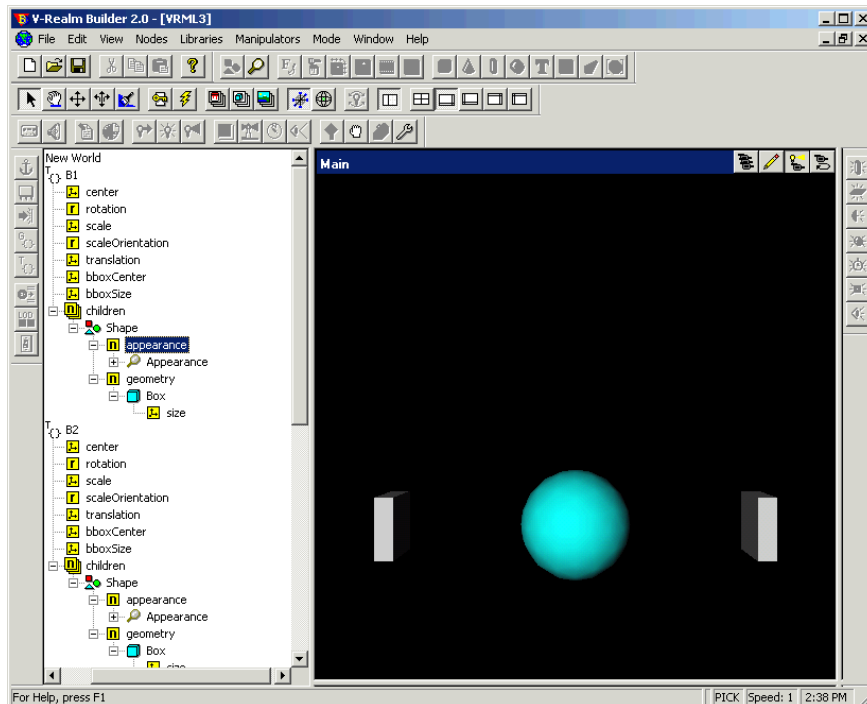 V-Realm Builder 2.0 - [VRML3]
File Edit View Nodes Libraries Manipulators Mode Window Help
New World
B1
center
rotation
scale
scaleOrientation
translation
bboxCenter
bboxSize
children
Shape
appearance
Appearance
geometry
Box
size
B2
center
rotation
scale
scaleOrientation
translation
bboxCenter
bboxSize
children
Shape
appearance
Appearance
geometry
Box
size
Main
For Help, press F1
PICK Speed: 1 2:38 PM